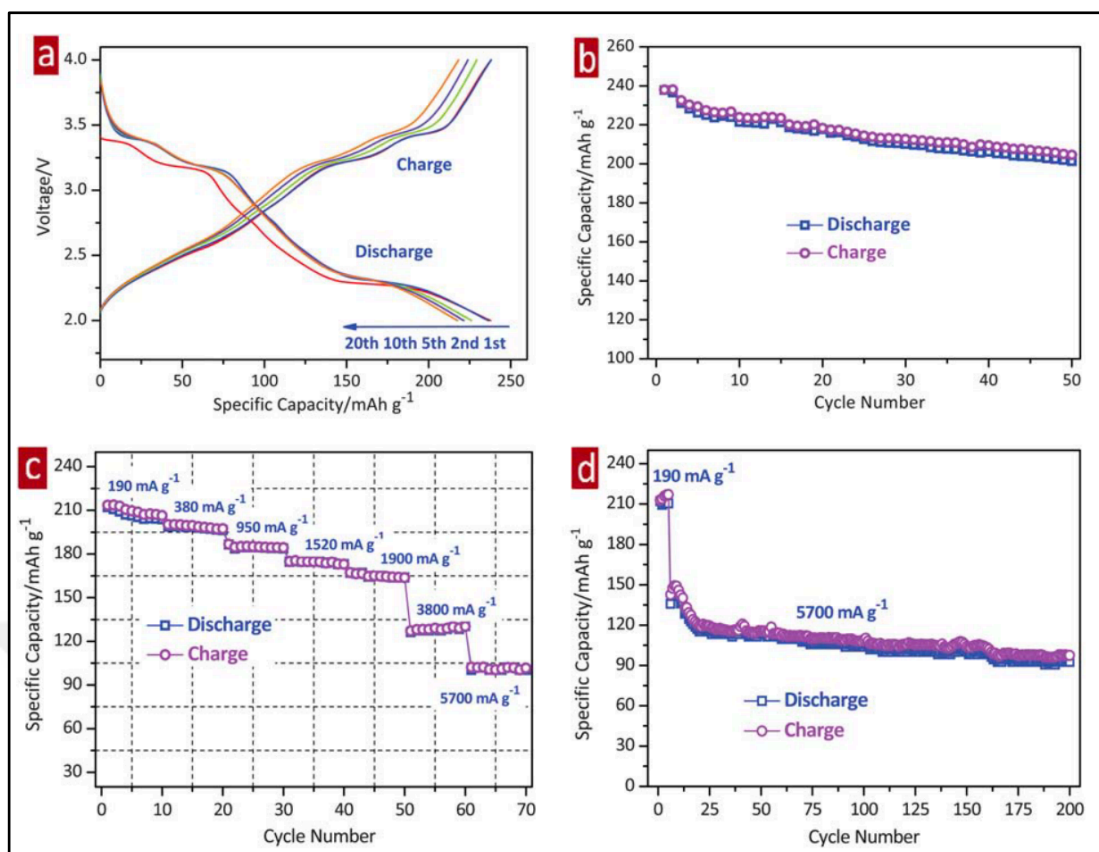 a
4.0
3.5
3.0
2.5
2.0
Voltage/V
Charge
Discharge
20th 10th 5th 2nd 1st
0 50 100 150 200 250
Specific Capacity/mAh g⁻¹
b
260
240
220
200
180
160
140
120
100
Specific Capacity/mAh g⁻¹
Discharge
Charge
0 10 20 30 40 50
Cycle Number
c
240
210
180
150
120
90
60
30
Specific Capacity/mAh g⁻¹
190 mA g⁻¹
380 mA g⁻¹
950 mA g⁻¹
1520 mA g⁻¹
1900 mA g⁻¹
3800 mA g⁻¹
5700 mA g⁻¹
Discharge
Charge
0 10 20 30 40 50 60 70
Cycle Number
d
240
210
180
150
120
90
60
30
0
Specific Capacity/mAh g⁻¹
190 mA g⁻¹
5700 mA g⁻¹
Discharge
Charge
0 25 50 75 100 125 150 175 200
Cycle Number